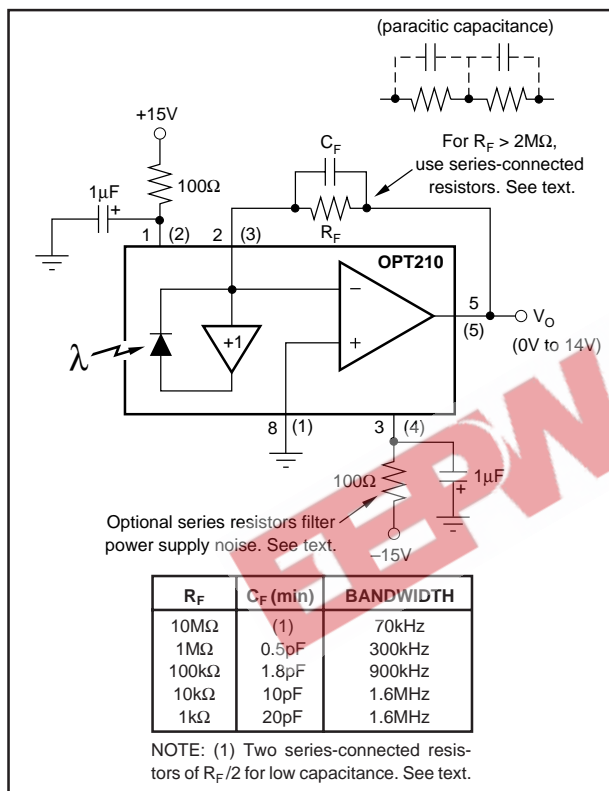 (paracitic capacitance)
+15V
C_F
For R_F > 2MΩ,
use series-connected
resistors. See text.
1µF
+
100Ω
R_F
1 (2)
2 (3)
OPT210
–
5
(5)
V_O
(0V to 14V)
+1
λ
+
8 (1)
3 (4)
100Ω
1µF
+
Optional series resistors filter
power supply noise. See text.
–15V
EEPW
R_F C_F (min) BANDWIDTH
10MΩ (1) 70kHz
1MΩ 0.5pF 300kHz
100kΩ 1.8pF 900kHz
10kΩ 10pF 1.6MHz
1kΩ 20pF 1.6MHz
NOTE: (1) Two series-connected resis-
tors of R_F/2 for low capacitance. See text.